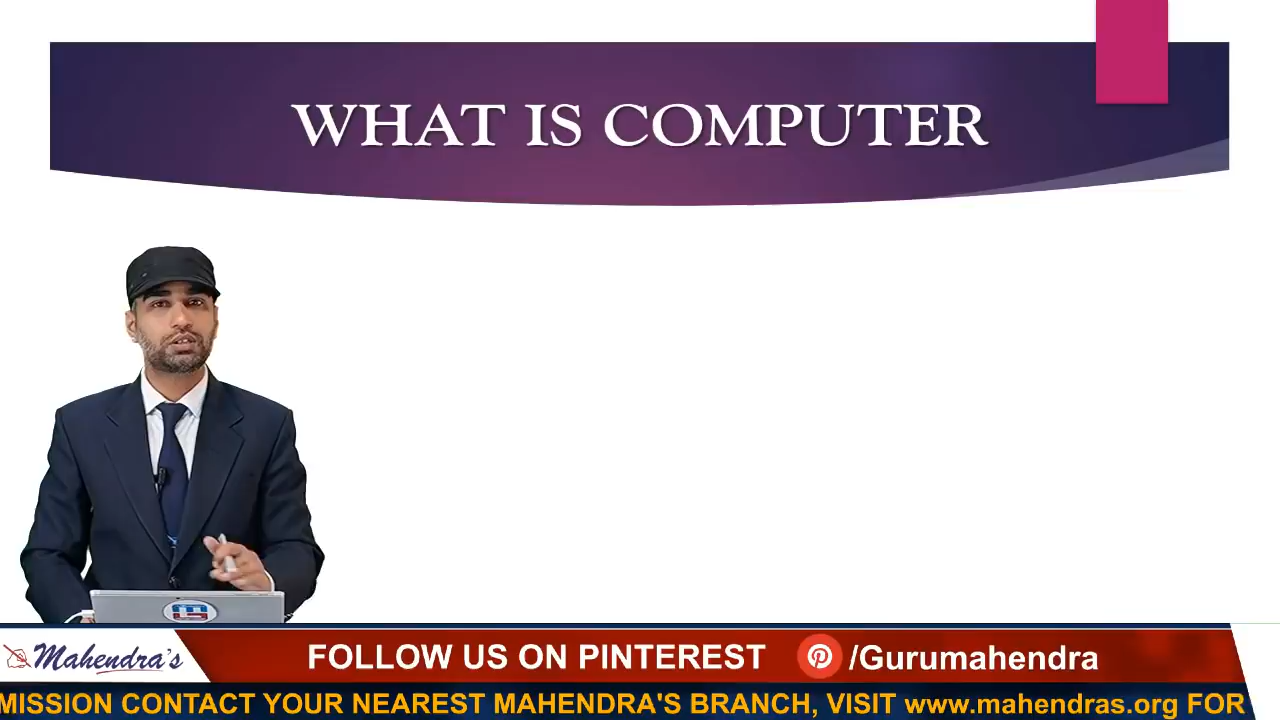 WHAT IS COMPUTER
Mahendra's
FOLLOW US ON PINTEREST /Gurumahendra
MISSION CONTACT YOUR NEAREST MAHENDRA'S BRANCH, VISIT www.mahendras.org FOR